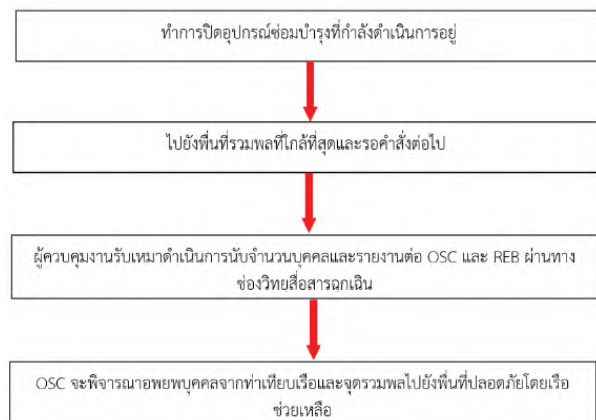 ทำการปิดอุปกรณ์ซ่อมบำรุงที่กำลังดำเนินการอยู่
ไปยังพื้นที่รวมพลที่ใกล้ที่สุดและรอคำสั่งต่อไป
ผู้ควบคุมงานรับเหมาดำเนินการนับจำนวนบุคคลและรายงานต่อ OSC และ REB ผ่านทาง
ช่องวิทยสื่อสารฉุกเฉิน
OSC จะพิจารณาอพยพบุคคลจากท่าเทียบเรือและจุดรวมพลไปยังพื้นที่ปลอดภัยโดยเรือ
ช่วยเหลือ